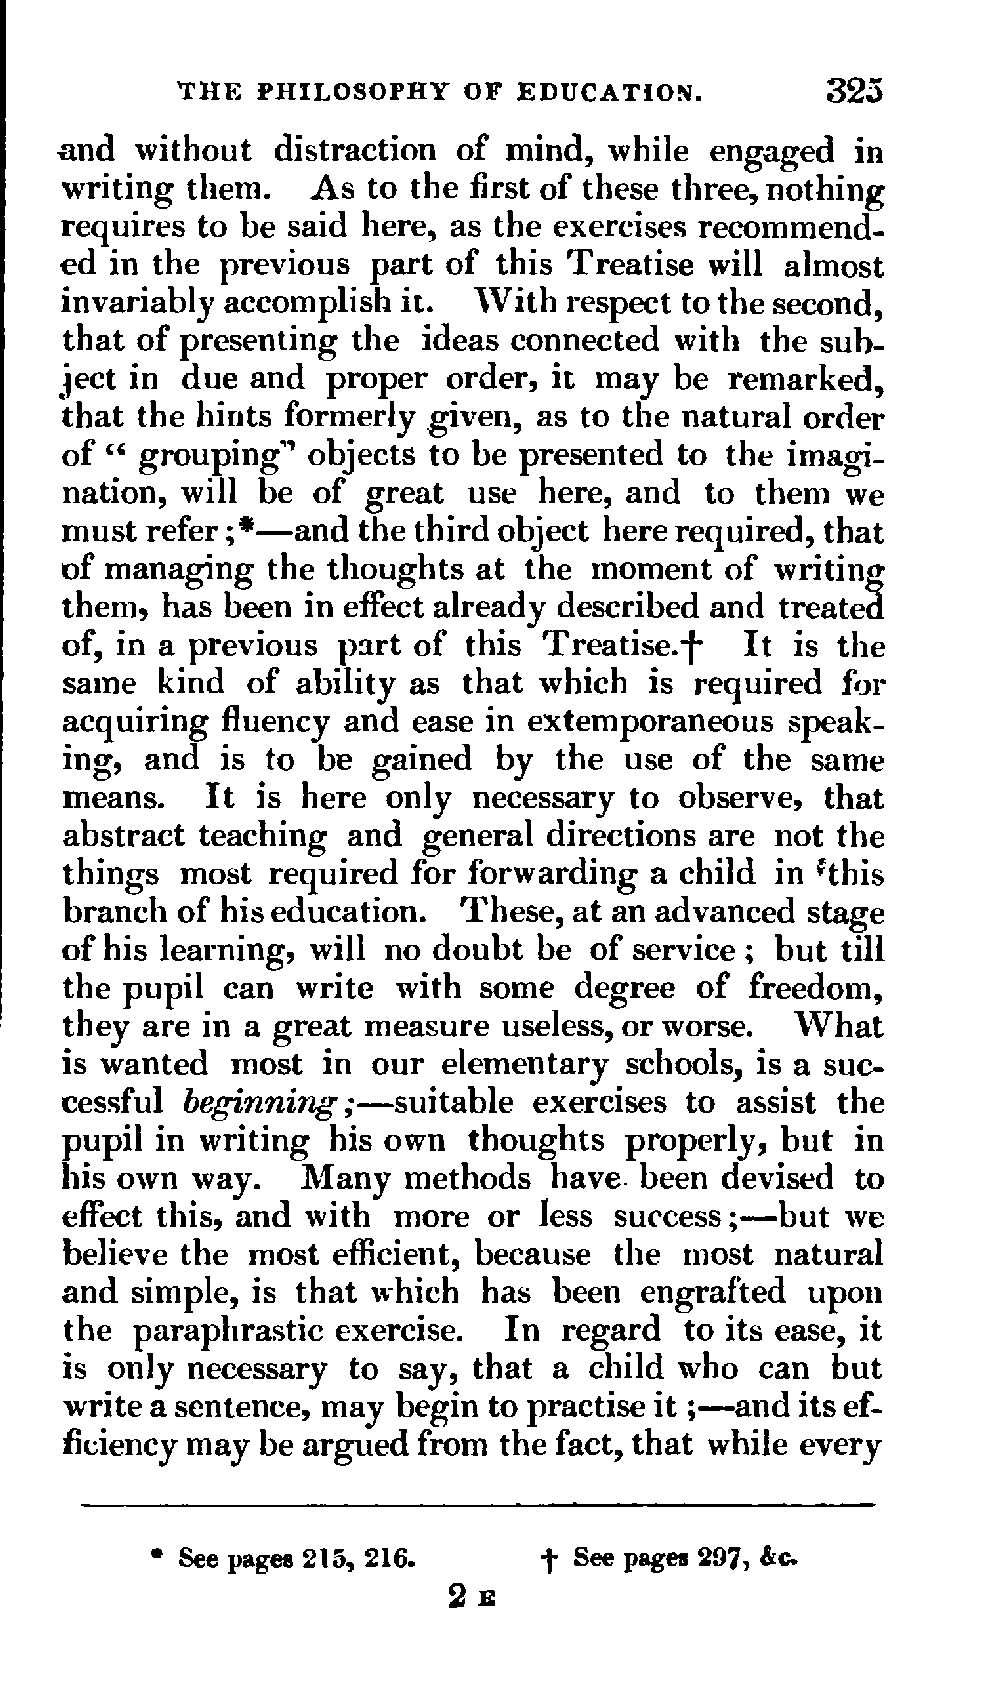 THE PHILOSOPHY OF EDUCATION. 325
and without distraction of mind, while engaged in
writing them. As to the first of these three, nothing
requires to be said here, as the exercises recommend-
ed in the previous part of this Treatise will almost
invariably accomplish it. With respect to the second,
that of presenting the ideas connected with the sub-
ject in due and proper order, it may be remarked,
that the hints formerly given, as to the natural order
of “ grouping” objects to be presented to the imagi-
nation, will be of great use here, and to them we
must refer ;*—and the third object here required, that
of managing the thoughts at the moment of writing
them, has been in effect already described and treated
of, in a previous part of this Treatise.† It is the
same kind of ability as that which is required for
acquiring fluency and ease in extemporaneous speak-
ing, and is to be gained by the use of the same
means. It is here only necessary to observe, that
abstract teaching and general directions are not the
things most required for forwarding a child in this
branch of his education. These, at an advanced stage
of his learning, will no doubt be of service ; but till
the pupil can write with some degree of freedom,
they are in a great measure useless, or worse. What
is wanted most in our elementary schools, is a suc-
cessful beginning ;—suitable exercises to assist the
pupil in writing his own thoughts properly, but in
his own way. Many methods have been devised to
effect this, and with more or less success ;—but we
believe the most efficient, because the most natural
and simple, is that which has been engrafted upon
the paraphrastic exercise. In regard to its ease, it
is only necessary to say, that a child who can but
write a sentence, may begin to practise it ;—and its ef-
ficiency may be argued from the fact, that while every
* See pages 215, 216. † See pages 297, &c.
2 E